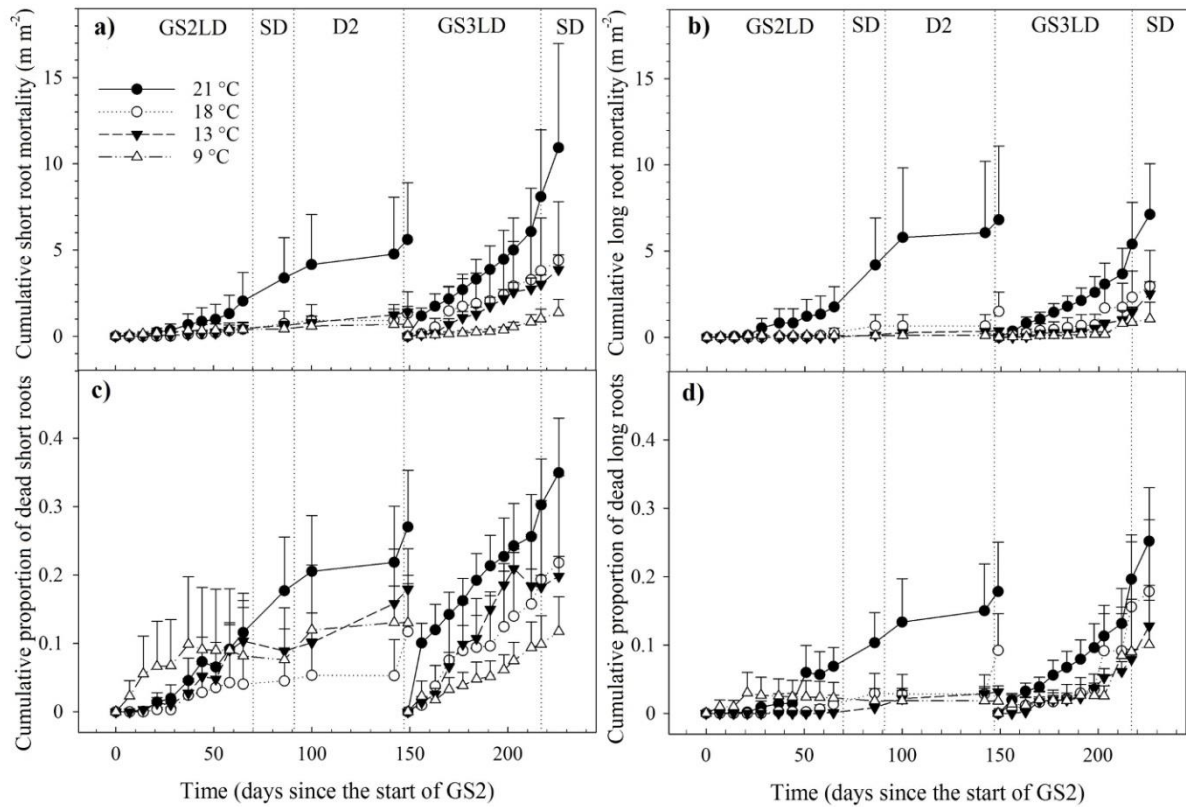 a)
GS2LD
SD
D2
GS3LD
SD
21 °C
18 °C
13 °C
9 °C
Cumulative short root mortality (m m⁻²)
15
10
5
0
b)
GS2LD
SD
D2
GS3LD
SD
Cumulative long root mortality (m m⁻²)
15
10
5
0
c)
Cumulative proportion of dead short roots
0.4
0.3
0.2
0.1
0
0
50
100
150
200
Time (days since the start of GS2)
d)
Cumulative proportion of dead long roots
0.4
0.3
0.2
0.1
0
0
50
100
150
200
Time (days since the start of GS2)